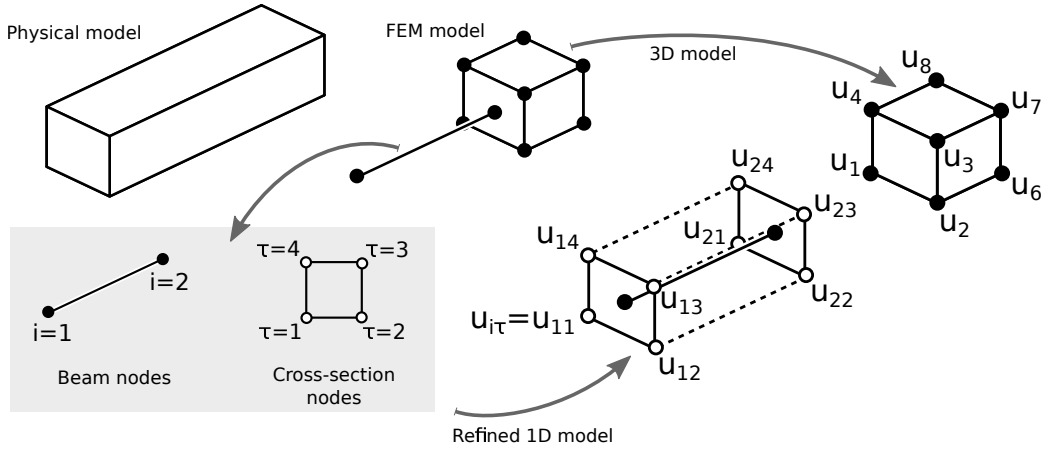 Physical model
FEM model
3D model
u₈
u₄
u₇
u₃
u₁
u₆
u₂
u₂₄
u₂₃
u₂₁
u₁₄
u₂₂
u₁₃
u_iτ=u₁₁
u₁₂
i=2
i=1
τ=4
τ=3
τ=1
τ=2
Beam nodes
Cross-section
nodes
Refined 1D model